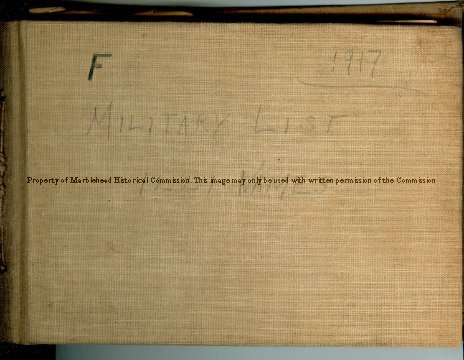 F
1917
MILITARY LIST
Property of Marblehead Historical Commission. This image may only be used with written permission of the Commission